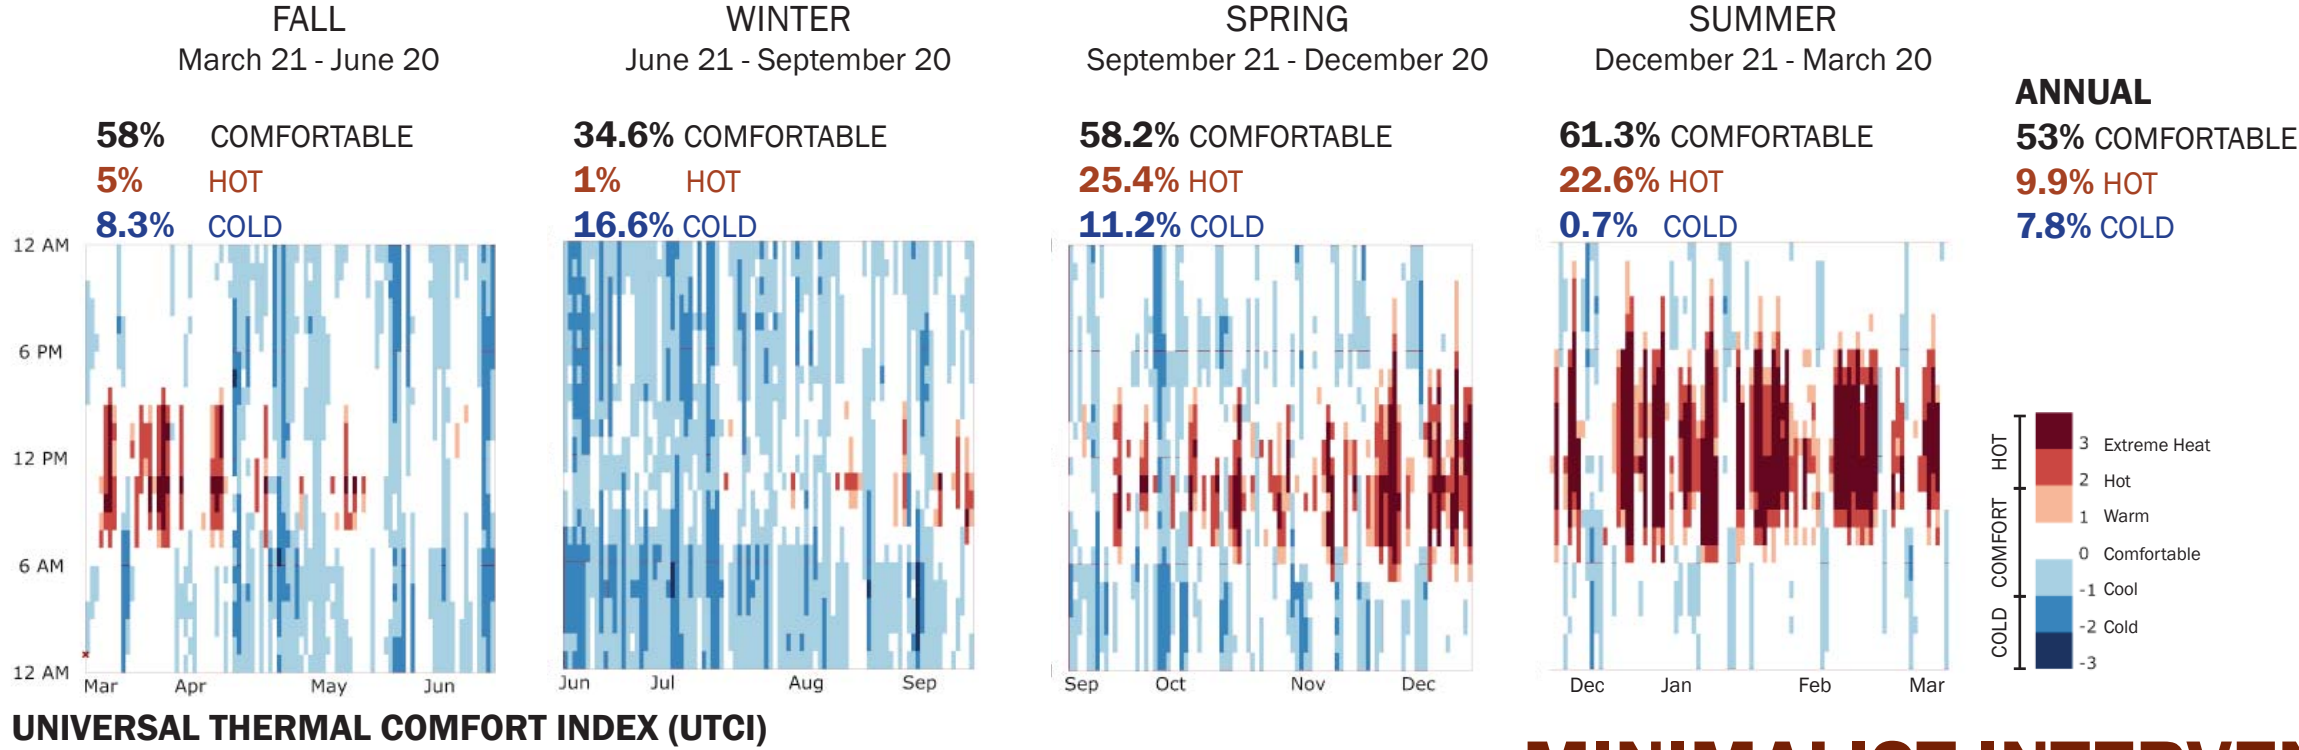 FALL
March 21 - June 20
58% COMFORTABLE
5% HOT
8.3% COLD
WINTER
June 21 - September 20
34.6% COMFORTABLE
1% HOT
16.6% COLD
SPRING
September 21 - December 20
58.2% COMFORTABLE
25.4% HOT
11.2% COLD
SUMMER
December 21 - March 20
61.3% COMFORTABLE
22.6% HOT
0.7% COLD
ANNUAL
53% COMFORTABLE
9.9% HOT
7.8% COLD
12 AM
6 PM
12 PM
6 AM
12 AM
Mar Apr May Jun
Jun Jul Aug Sep
Sep Oct Nov Dec
Dec Jan Feb Mar
HOT
COMFORT
COLD
3 Extreme Heat
2 Hot
1 Warm
0 Comfortable
-1 Cool
-2 Cold
-3
UNIVERSAL THERMAL COMFORT INDEX (UTCI)